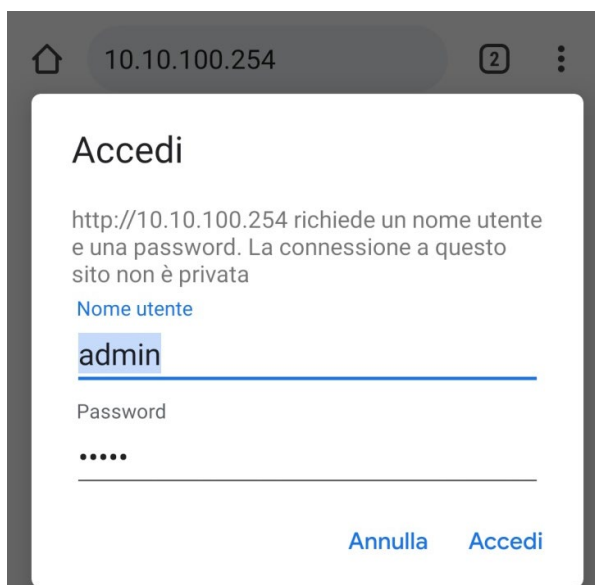 10.10.100.254
2
Accedi
http://10.10.100.254 richiede un nome utente
e una password. La connessione a questo
sito non è privata
Nome utente
admin
Password
•••••
Annulla
Accedi